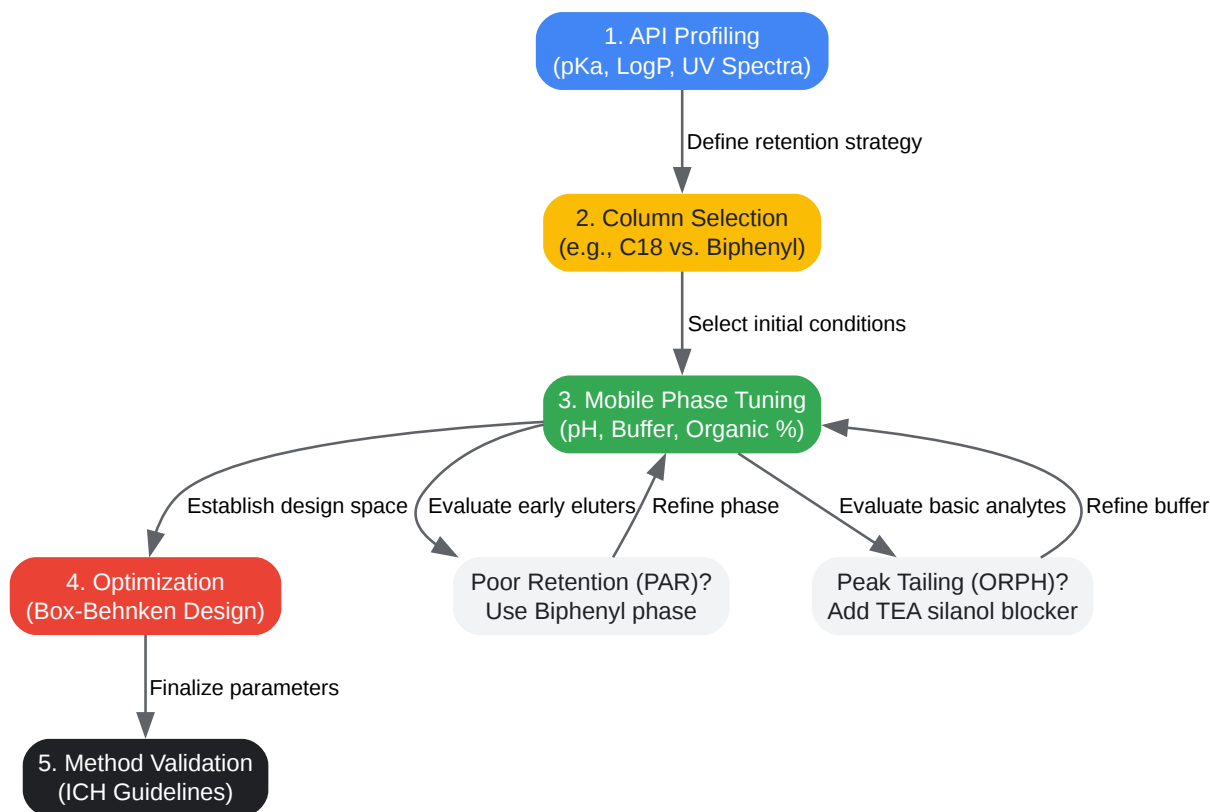 1. API Profiling
(pKa, LogP, UV Spectra)
Define retention strategy
2. Column Selection
(e.g., C18 vs. Biphenyl)
Select initial conditions
3. Mobile Phase Tuning
(pH, Buffer, Organic %)
Establish design space
Evaluate early eluters
Refine phase
Evaluate basic analytes
Refine buffer
4. Optimization
(Box-Behnken Design)
Poor Retention (PAR)?
Use Biphenyl phase
Peak Tailing (ORPH)?
Add TEA silanol blocker
Finalize parameters
5. Method Validation
(ICH Guidelines)